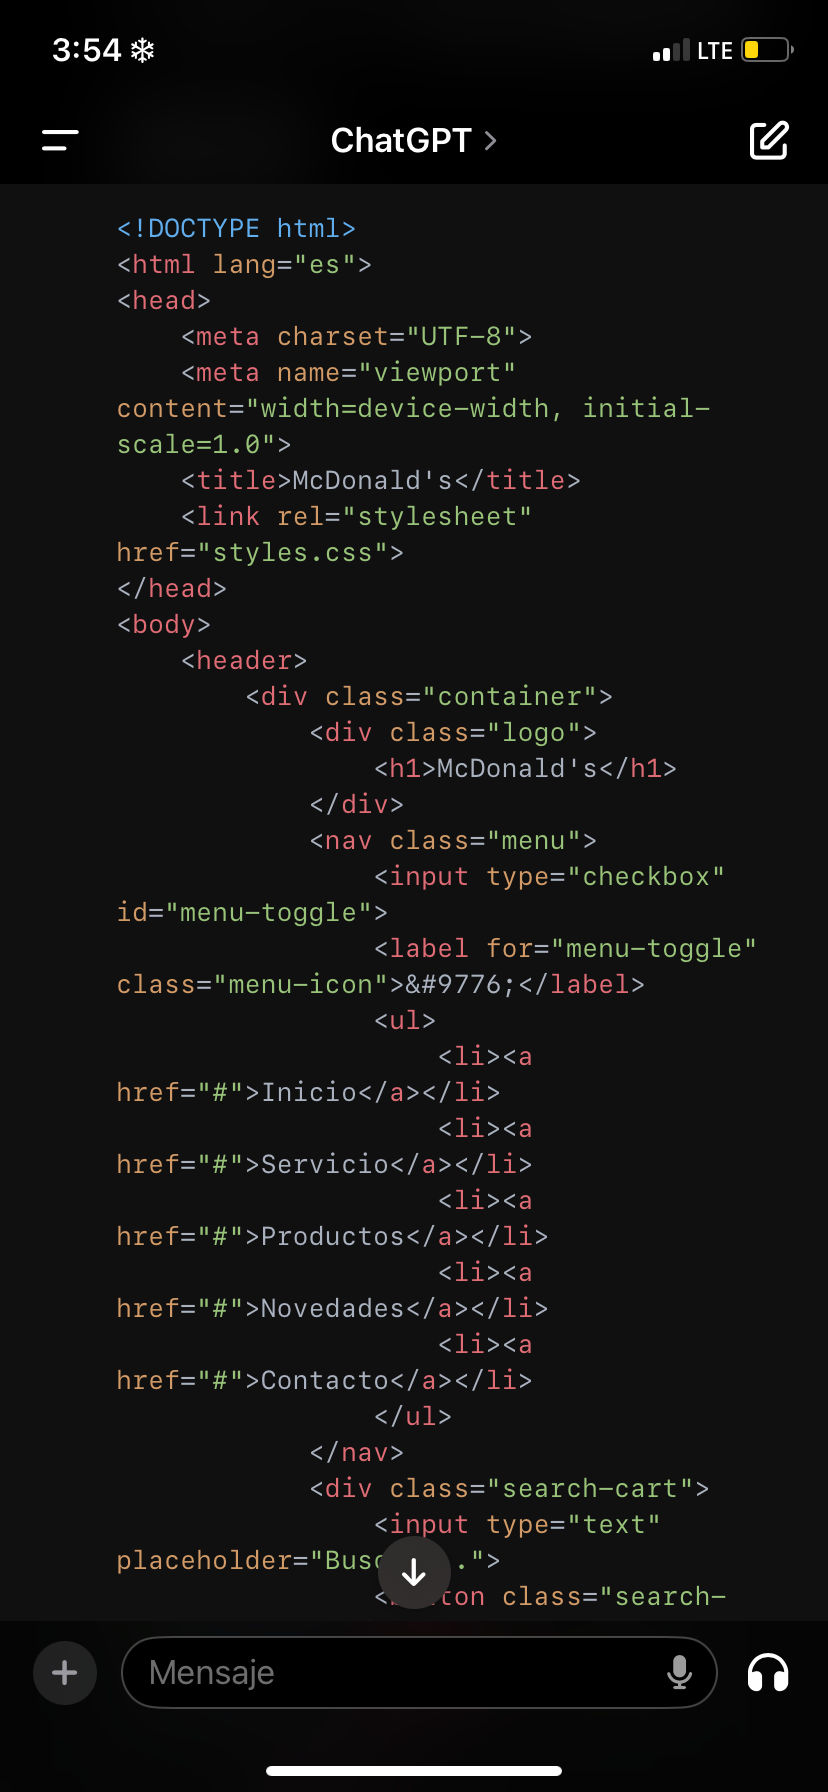 3:54
LTE
ChatGPT
<!DOCTYPE html>
<html lang="es">
<head>
<meta charset="UTF-8">
<meta name="viewport"
content="width=device-width, initial-
scale=1.0">
<title>McDonald's</title>
<link rel="stylesheet"
href="styles.css">
</head>
<body>
<header>
<div class="container">
<div class="logo">
<h1>McDonald's</h1>
</div>
<nav class="menu">
<input type="checkbox"
id="menu-toggle">
<label for="menu-toggle"
class="menu-icon">&#9776;</label>
<ul>
<li><a
href="#">Inicio</a></li>
<li><a
href="#">Servicio</a></li>
<li><a
href="#">Productos</a></li>
<li><a
href="#">Novedades</a></li>
<li><a
href="#">Contacto</a></li>
</ul>
</nav>
<div class="search-cart">
<input type="text"
class="search-
Mensaje